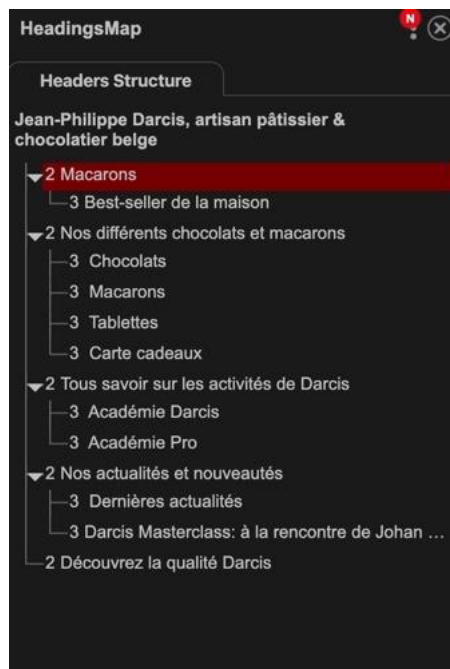 HeadingsMap
N
Headers Structure
Jean-Philippe Darcis, artisan pâtissier &
chocolatier belge
2 Macarons
3 Best-seller de la maison
2 Nos différents chocolats et macarons
3 Chocolats
3 Macarons
3 Tablettes
3 Carte cadeaux
2 Tous savoir sur les activités de Darcis
3 Académie Darcis
3 Académie Pro
2 Nos actualités et nouveautés
3 Dernières actualités
3 Darcis Masterclass: à la rencontre de Johan ...
2 Découvrez la qualité Darcis